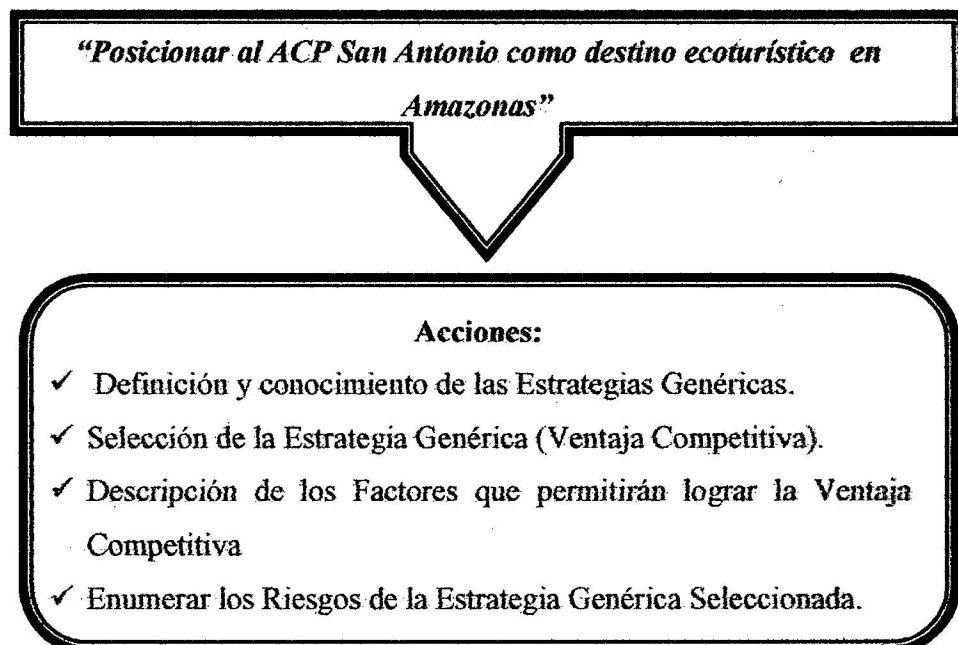 “Posicionar al ACP San Antonio como destino ecoturístico en
Amazonas”
Acciones:
✓ Definición y conocimiento de las Estrategias Genéricas.
✓ Selección de la Estrategia Genérica (Ventaja Competitiva).
✓ Descripción de los Factores que permitirán lograr la Ventaja
Competitiva
✓ Enumerar los Riesgos de la Estrategia Genérica Seleccionada.